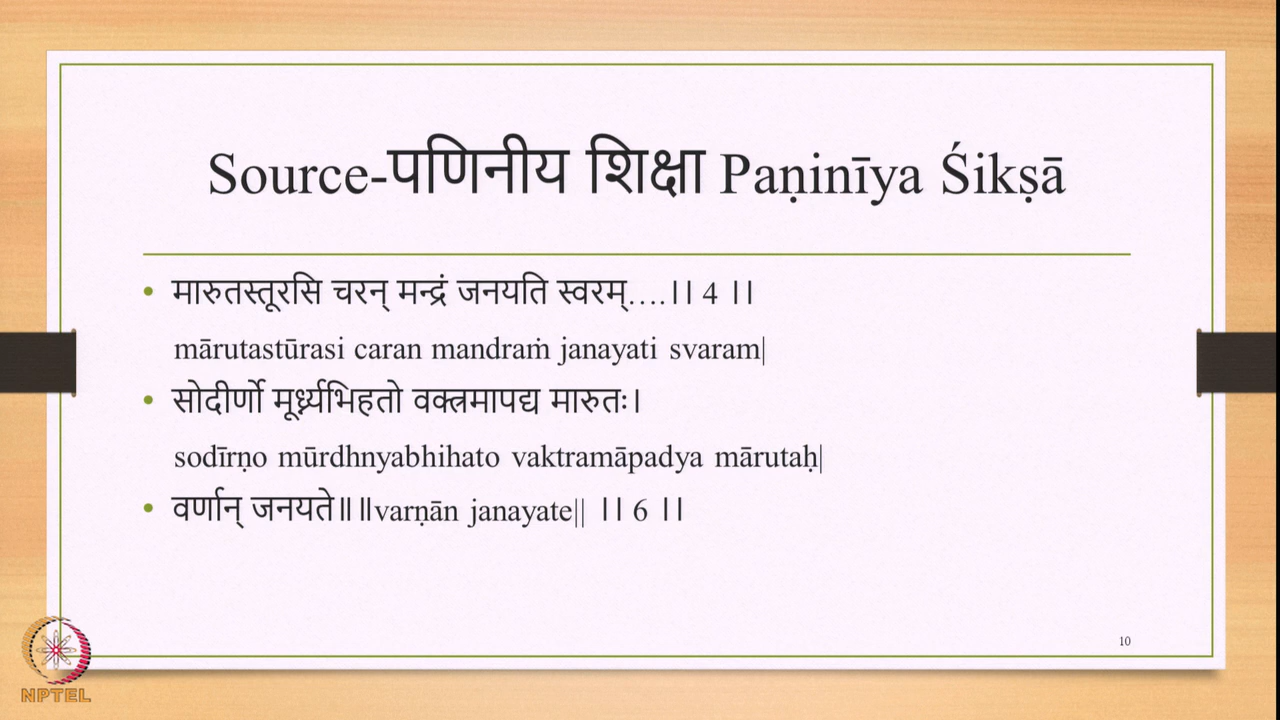 Source-पणिनीय शिक्षा Paṇinīya Śikṣā
• मारुतस्तूरसि चरन् मन्द्रं जनयति स्वरम्….।। 4 ।।
mārutastūrasi caran mandraṁ janayati svaram|
• सोदीर्णो मूर्ध्न्यभिहतो वक्त्रमापद्य मारुतः।
sodīrṇo mūrdhnyabhihato vaktramāpadya mārutaḥ|
• वर्णान् जनयते॥ ॥varṇān janayate|| ।। 6 ।।
10
NPTEL